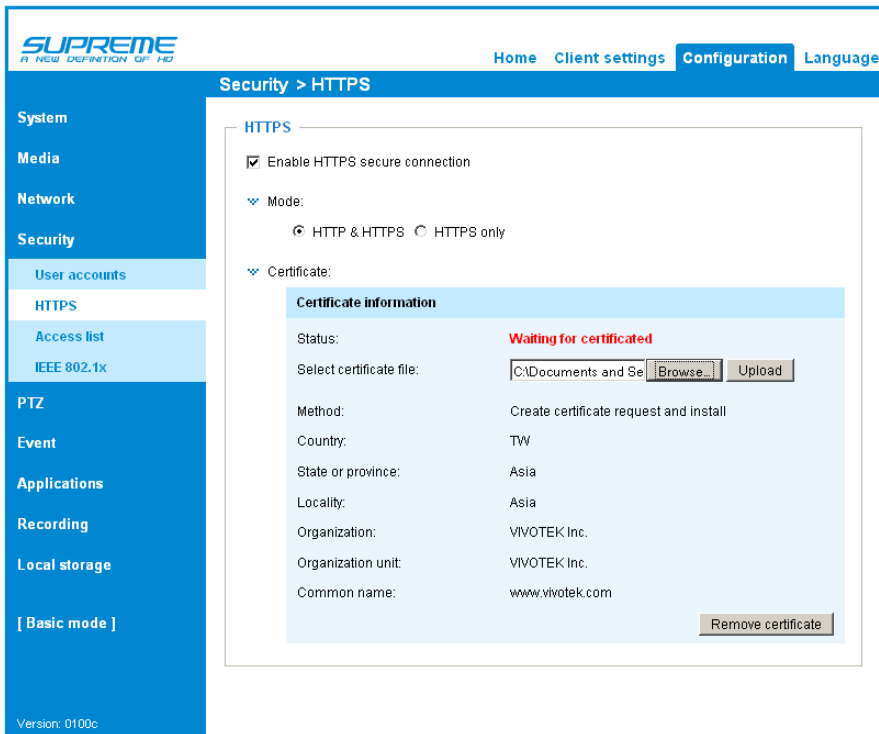 SUPREME
A NEW DEFINITION OF HD
Home Client settings Configuration Language
Security > HTTPS
System
Media
Network
Security
User accounts
HTTPS
Access list
IEEE 802.1x
PTZ
Event
Applications
Recording
Local storage
[ Basic mode ]
Version: 0100c
HTTPS
Enable HTTPS secure connection
Mode:
HTTP & HTTPS HTTPS only
Certificate:
Certificate information
Status: Waiting for certificated
Select certificate file: C:\Documents and Se Browse... Upload
Method: Create certificate request and install
Country: TW
State or province: Asia
Locality: Asia
Organization: VIVOTEK Inc.
Organization unit: VIVOTEK Inc.
Common name: www.vivotek.com
Remove certificate